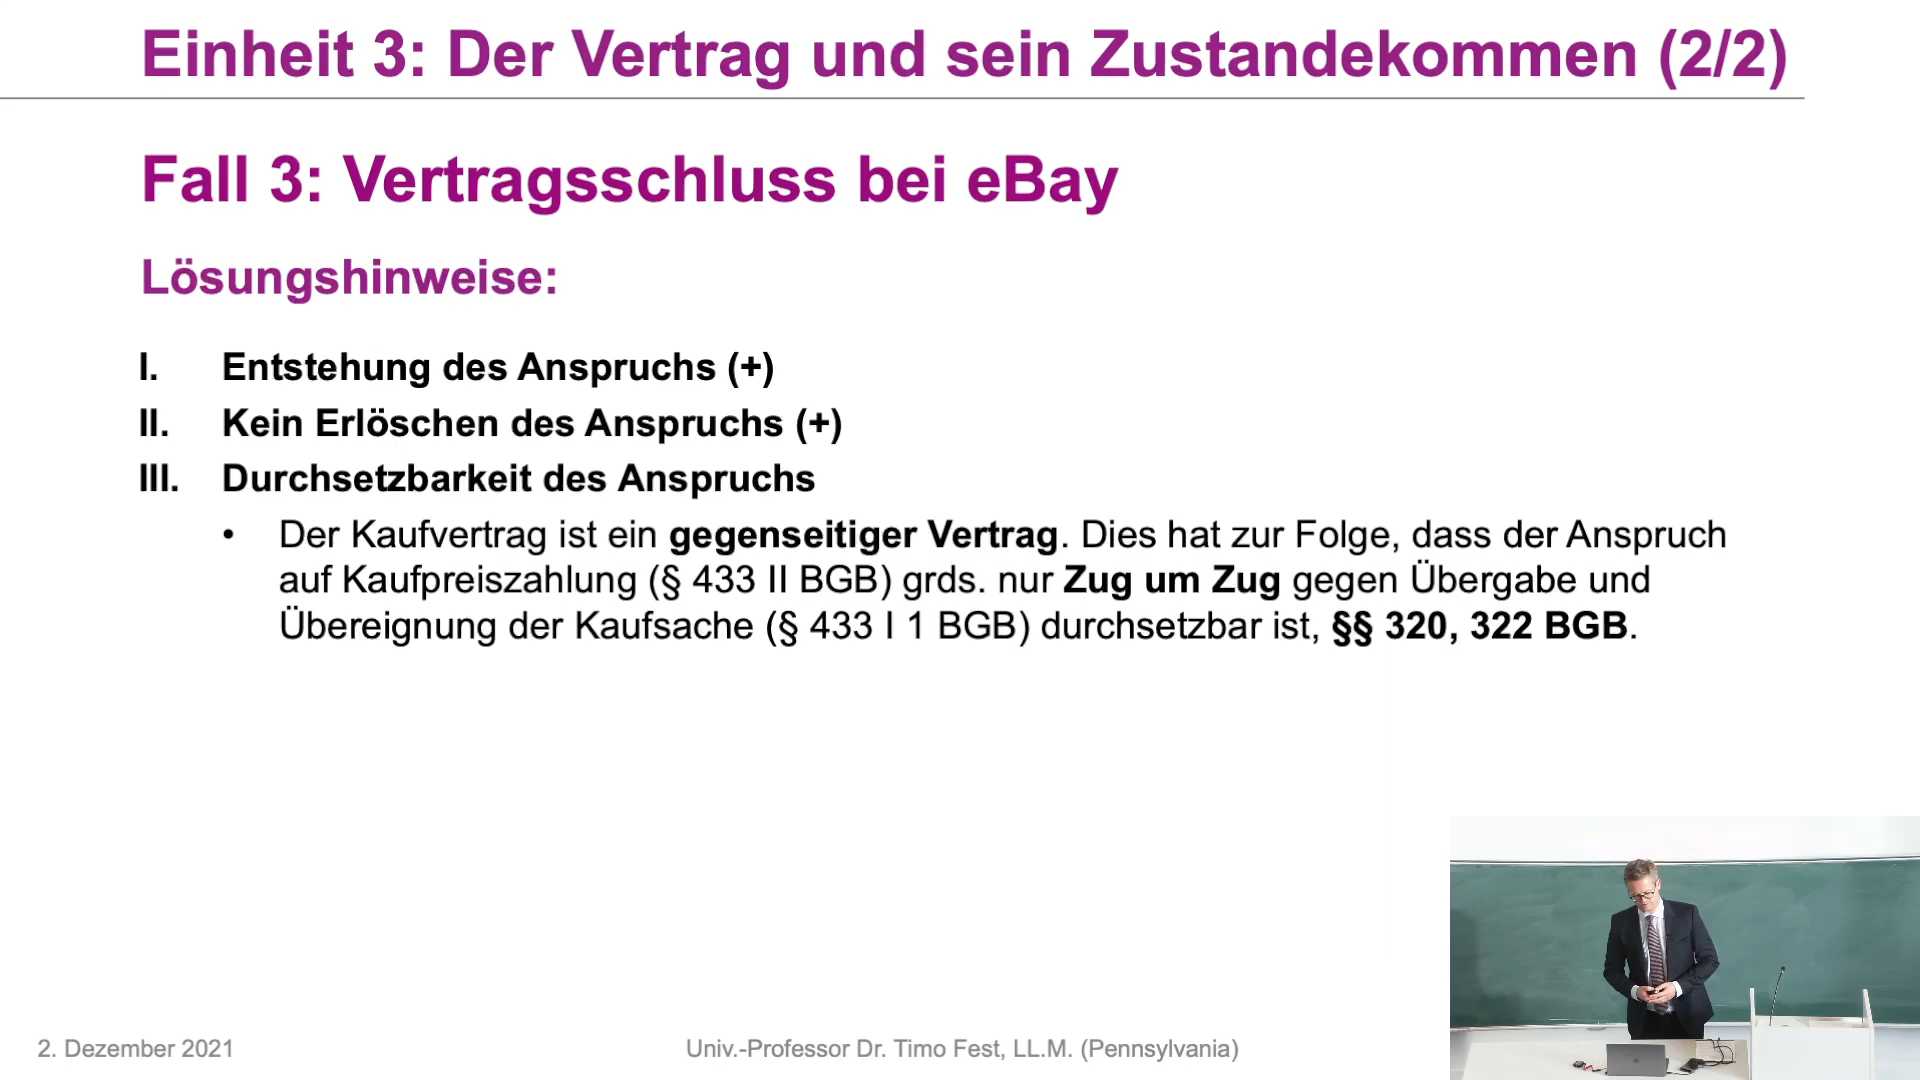 Einheit 3: Der Vertrag und sein Zustandekommen (2/2)
Fall 3: Vertragsschluss bei eBay
Lösungshinweise:
I. Entstehung des Anspruchs (+)
II. Kein Erlöschen des Anspruchs (+)
III. Durchsetzbarkeit des Anspruchs
• Der Kaufvertrag ist ein gegenseitiger Vertrag. Dies hat zur Folge, dass der Anspruch
auf Kaufpreiszahlung (§ 433 II BGB) grds. nur Zug um Zug gegen Übergabe und
Übereignung der Kaufsache (§ 433 I 1 BGB) durchsetzbar ist, §§ 320, 322 BGB.
2. Dezember 2021
Univ.-Professor Dr. Timo Fest, LL.M. (Pennsylvania)